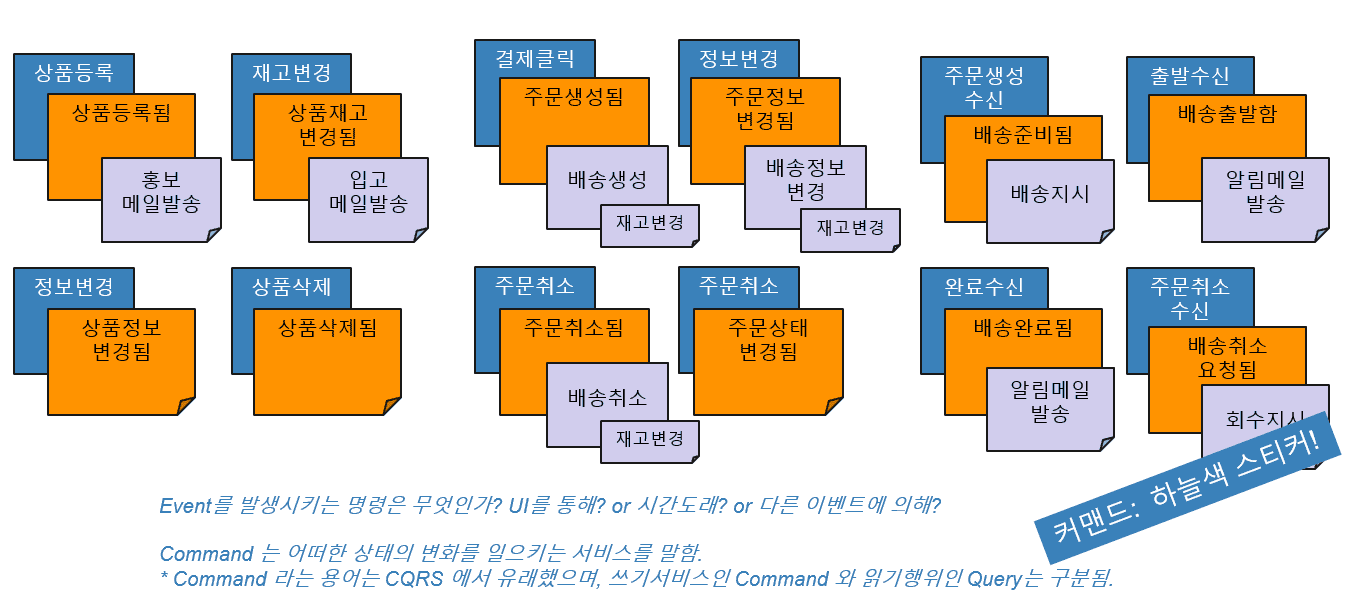 상품등록
상품등록됨
홍보
메일발송
재고변경
상품재고
변경됨
입고
메일발송
결제클릭
주문생성됨
배송생성
재고변경
정보변경
주문정보
변경됨
배송정보
변경
재고변경
주문생성
수신
배송준비됨
배송지시
출발수신
배송출발함
알림메일
발송
정보변경
상품정보
변경됨
상품삭제
상품삭제됨
주문취소
주문취소됨
배송취소
재고변경
주문취소
주문상태
변경됨
완료수신
배송완료됨
알림메일
발송
주문취소
수신
배송취소
요청됨
회수지시
커맨드: 하늘색 스티커!
Event를 발생시키는 명령은 무엇인가? UI를 통해? or 시간도래? or 다른 이벤트에 의해?
Command 는 어떠한 상태의 변화를 일으키는 서비스를 말함.
* Command 라는 용어는 CQRS 에서 유래했으며, 쓰기서비스인 Command 와 읽기행위인 Query는 구분됨.